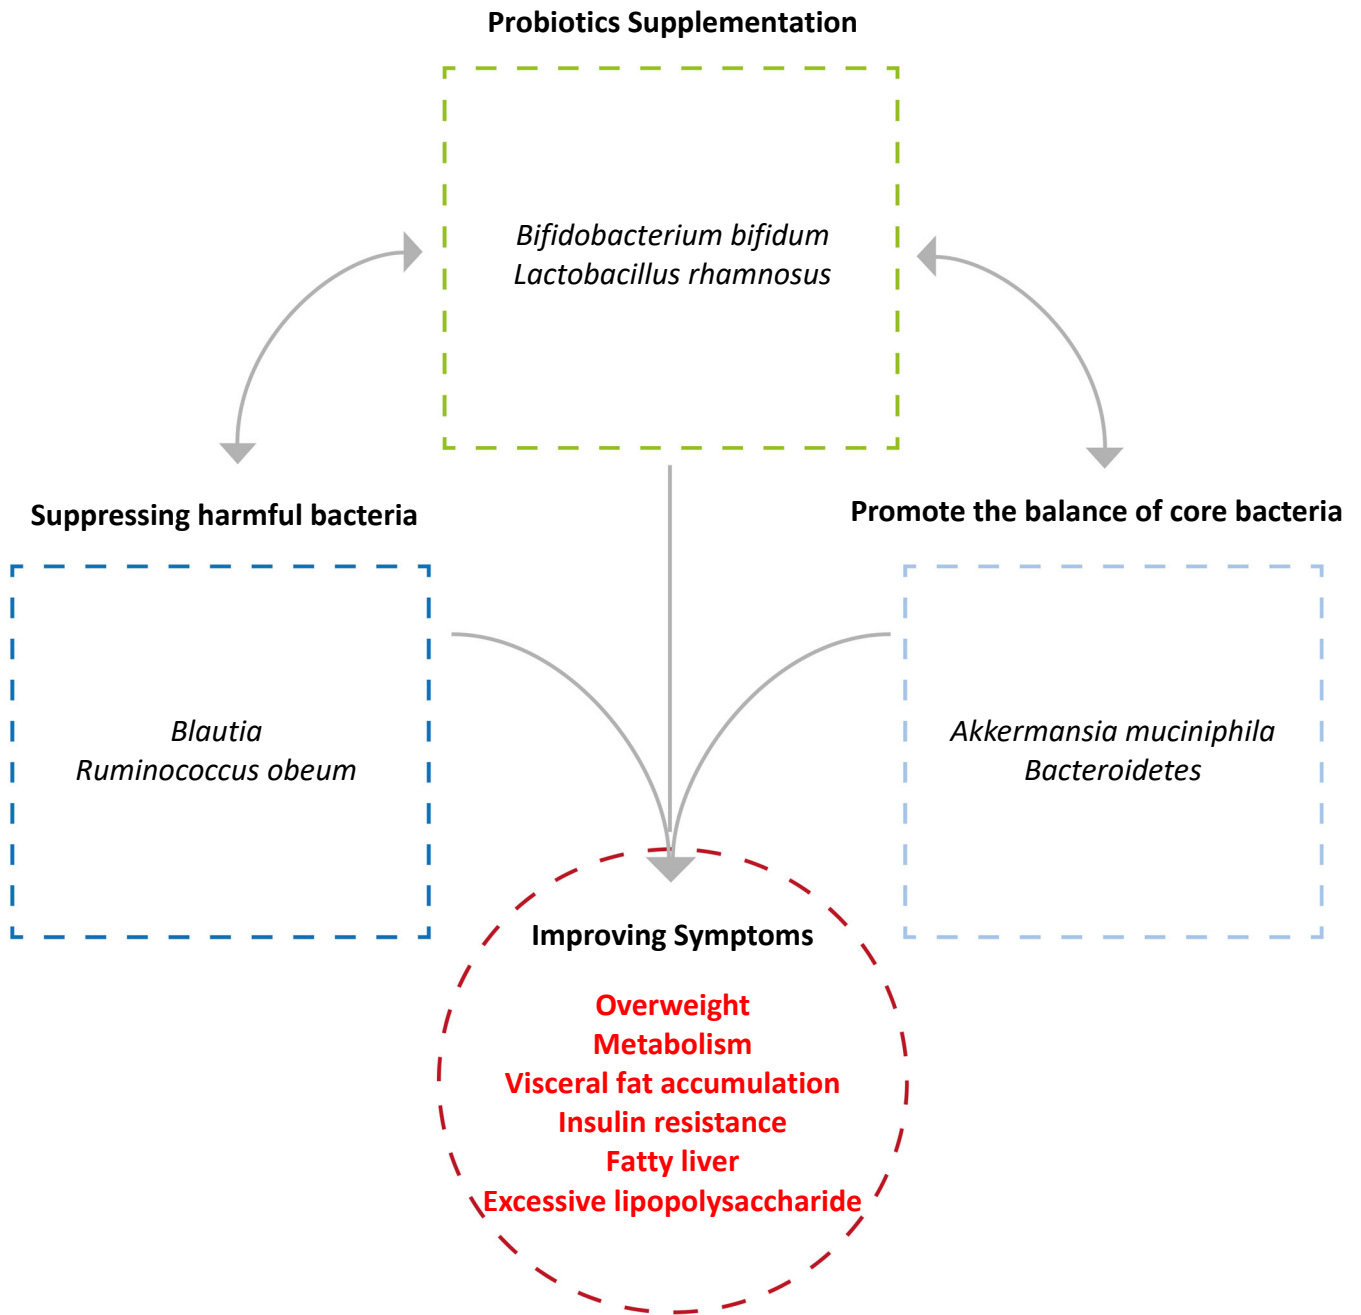 Probiotics Supplementation
Bifidobacterium bifidum
Lactobacillus rhamnosus
Suppressing harmful bacteria
Blautia
Ruminococcus obeum
Promote the balance of core bacteria
Akkermansia muciniphila
Bacteroidetes
Improving Symptoms
Overweight
Metabolism
Visceral fat accumulation
Insulin resistance
Fatty liver
Excessive lipopolysaccharide